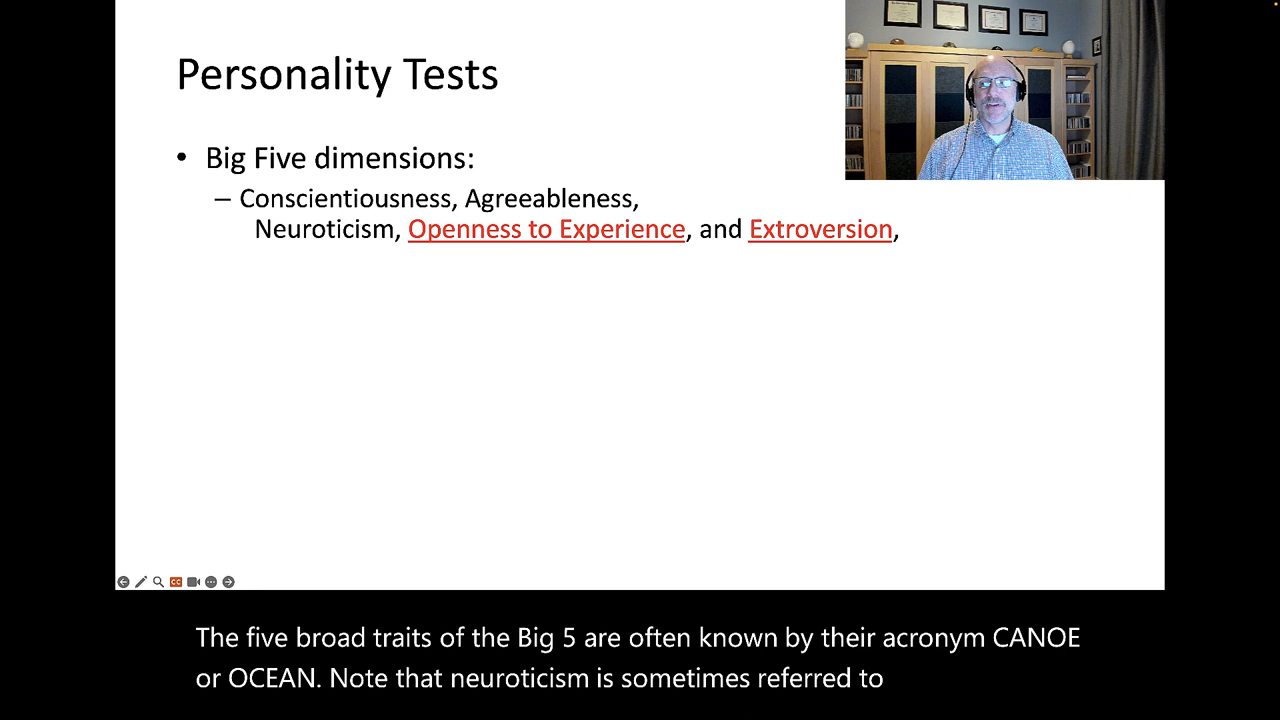 Personality Tests
• Big Five dimensions:
– Conscientiousness, Agreeableness,
Neuroticism, Openness to Experience, and Extroversion,
CC
The five broad traits of the Big 5 are often known by their acronym CANOE
or OCEAN. Note that neuroticism is sometimes referred to